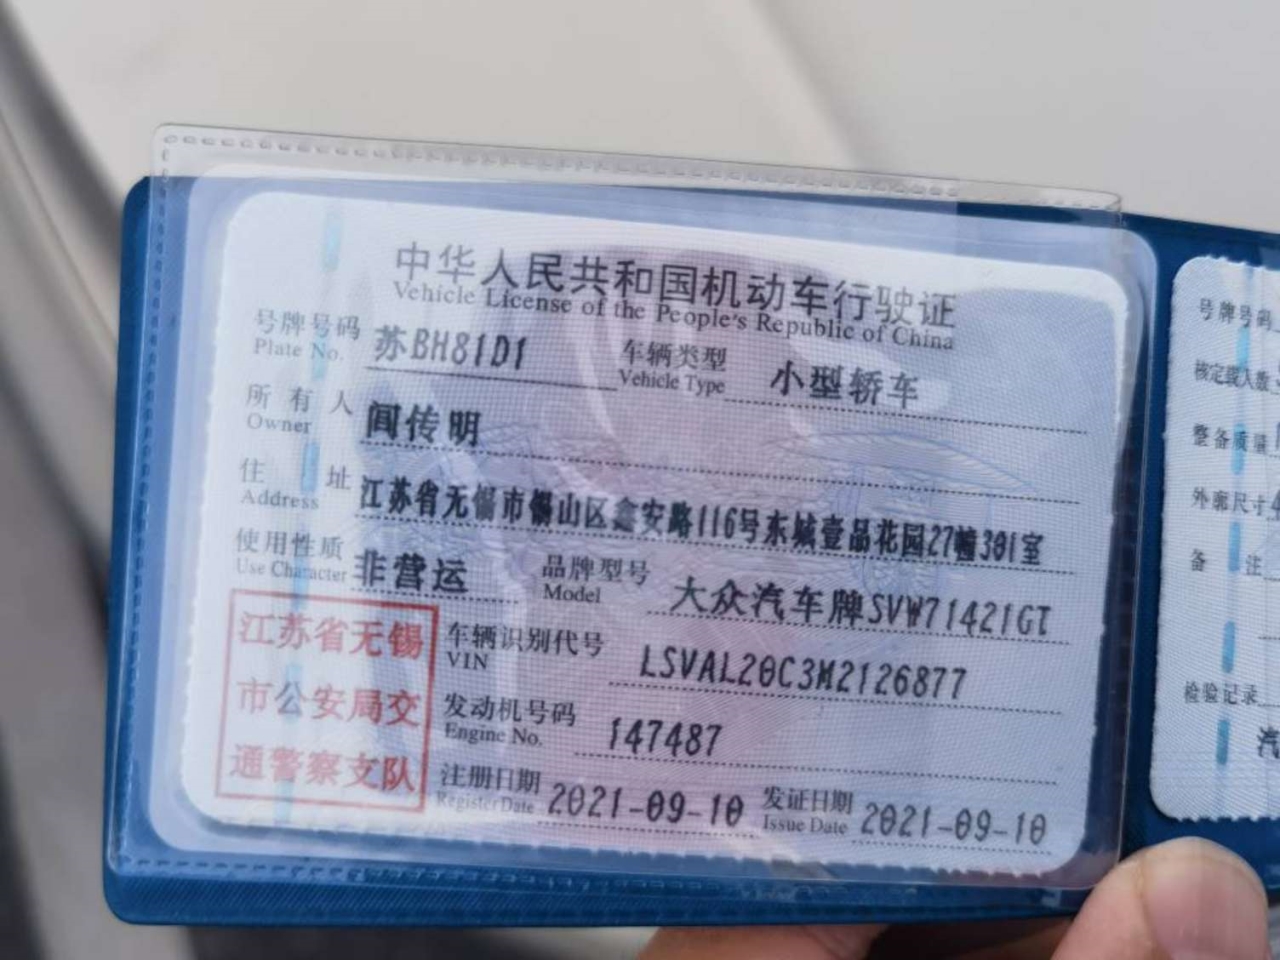 中华人民共和国机动车行驶证
Vehicle License of the People's Republic of China
号牌号码 苏BH81D1 车辆类型 小型轿车
Plate No. Vehicle Type
所有人 闾传明
Owner
住址 江苏省无锡市锡山区鑫安路116号东城壹品花园27幢301室
Address
使用性质 非营运 品牌型号 大众汽车牌SVW71421GT
Use Character Model
江苏省无锡
市公安局交
通警察支队
车辆识别代号 LSVAL20C3M2126877
VIN
发动机号码 147487
Engine No.
注册日期 2021-09-10 发证日期 2021-09-10
Register Date Issue Date
号牌号码
核定载人数
整备质量
外廓尺寸
备注
检验记录
汽